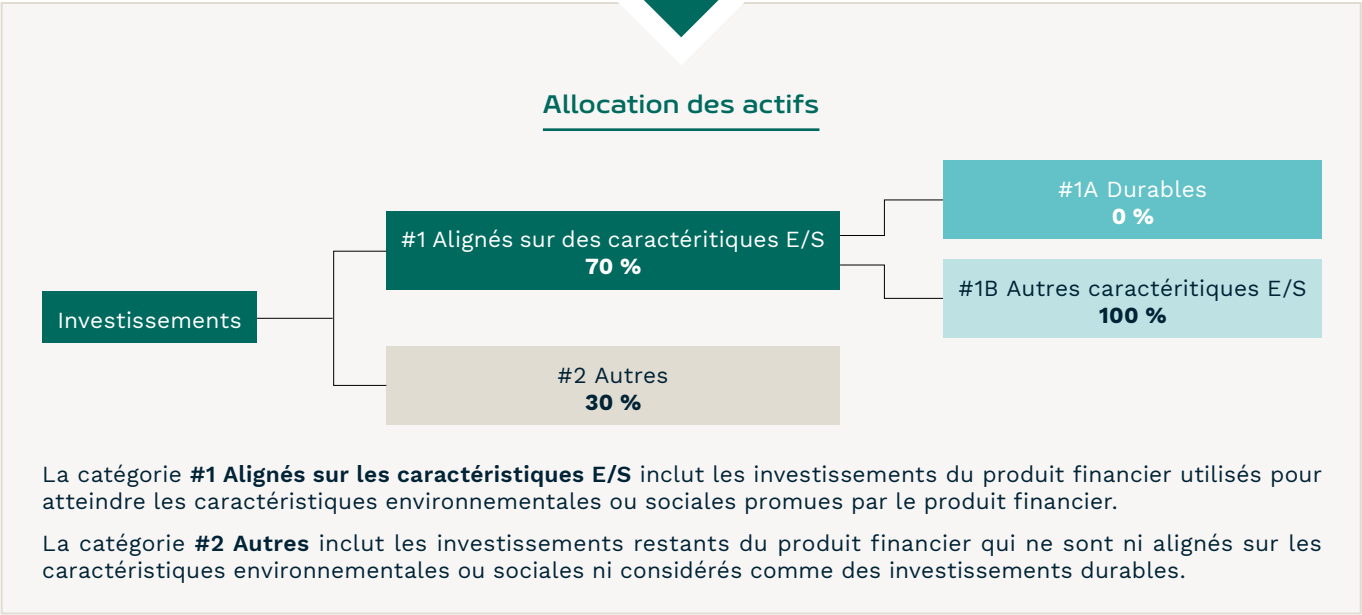 Allocation des actifs
#1A Durables
0 %
#1 Alignés sur des caractéritiques E/S
70 %
#1B Autres caractéritiques E/S
100 %
Investissements
#2 Autres
30 %
La catégorie #1 Alignés sur les caractéristiques E/S inclut les investissements du produit financier utilisés pour
atteindre les caractéristiques environnementales ou sociales promues par le produit financier.
La catégorie #2 Autres inclut les investissements restants du produit financier qui ne sont ni alignés sur les
caractéristiques environnementales ou sociales ni considérés comme des investissements durables.